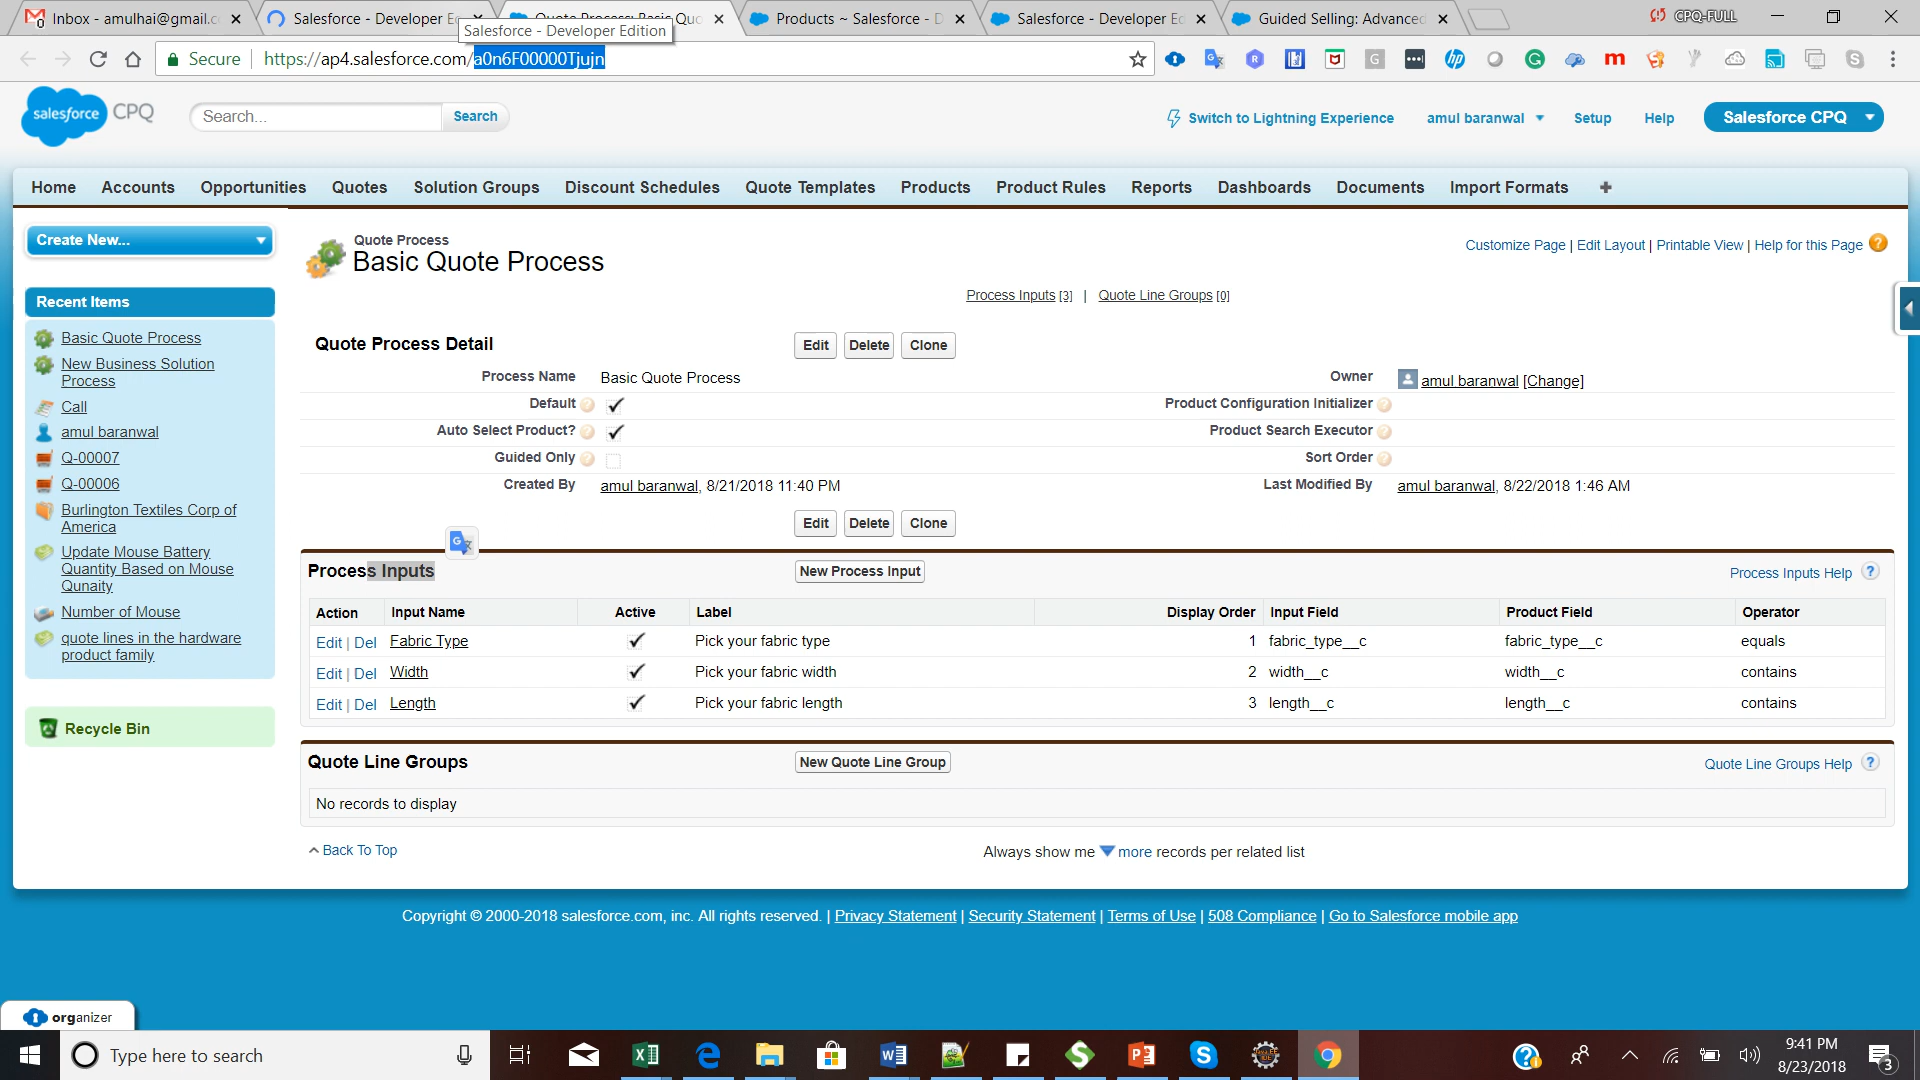 Inbox - amulhai@gmail.c
Salesforce - Developer E
Quote Process: Basic Quo
Products ~ Salesforce - D
Salesforce - Developer Ed
Guided Selling: Advanced
CPQ-FULL
Salesforce - Developer Edition
Secure
https://ap4.salesforce.com/a0n6F00000Tjujn
salesforce CPQ
Search...
Search
Switch to Lightning Experience
amul baranwal
Setup
Help
Salesforce CPQ
Home
Accounts
Opportunities
Quotes
Solution Groups
Discount Schedules
Quote Templates
Products
Product Rules
Reports
Dashboards
Documents
Import Formats
+
Create New...
Recent Items
Basic Quote Process
New Business Solution
Process
Call
amul baranwal
Q-00007
Q-00006
Burlington Textiles Corp of
America
Update Mouse Battery
Quantity Based on Mouse
Qunaity
Number of Mouse
quote lines in the hardware
product family
Recycle Bin
Quote Process
Basic Quote Process
Customize Page | Edit Layout | Printable View | Help for this Page ?
Process Inputs [3] | Quote Line Groups [0]
Quote Process Detail
Edit Delete Clone
Process Name Basic Quote Process
Owner amul baranwal [Change]
Default
Product Configuration Initializer
Auto Select Product?
Product Search Executor
Guided Only
Sort Order
Created By amul baranwal, 8/21/2018 11:40 PM
Last Modified By amul baranwal, 8/22/2018 1:46 AM
Edit Delete Clone
Process Inputs
New Process Input
Process Inputs Help ?
Action Input Name Active Label Display Order Input Field Product Field Operator
Edit | Del Fabric Type Pick your fabric type 1 fabric_type__c fabric_type__c equals
Edit | Del Width Pick your fabric width 2 width__c width__c contains
Edit | Del Length Pick your fabric length 3 length__c length__c contains
Quote Line Groups
New Quote Line Group
Quote Line Groups Help ?
No records to display
Back To Top
Always show me more records per related list
Copyright © 2000-2018 salesforce.com, inc. All rights reserved. | Privacy Statement | Security Statement | Terms of Use | 508 Compliance | Go to Salesforce mobile app
organizer
Type here to search
9:41 PM
8/23/2018
3